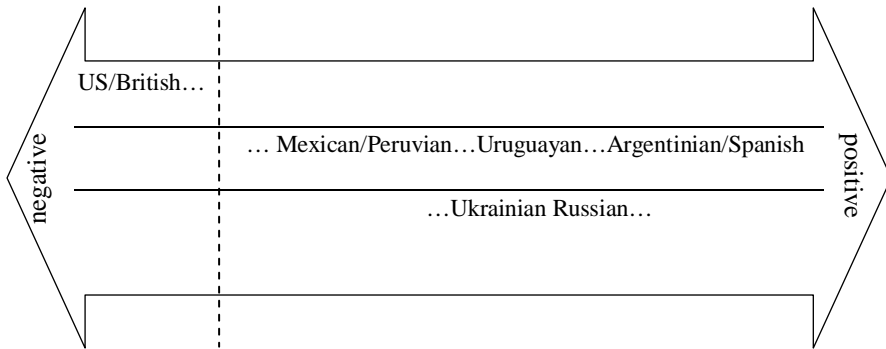 US/British…
… Mexican/Peruvian…Uruguayan…Argentinian/Spanish
…Ukrainian Russian…
negative
positive